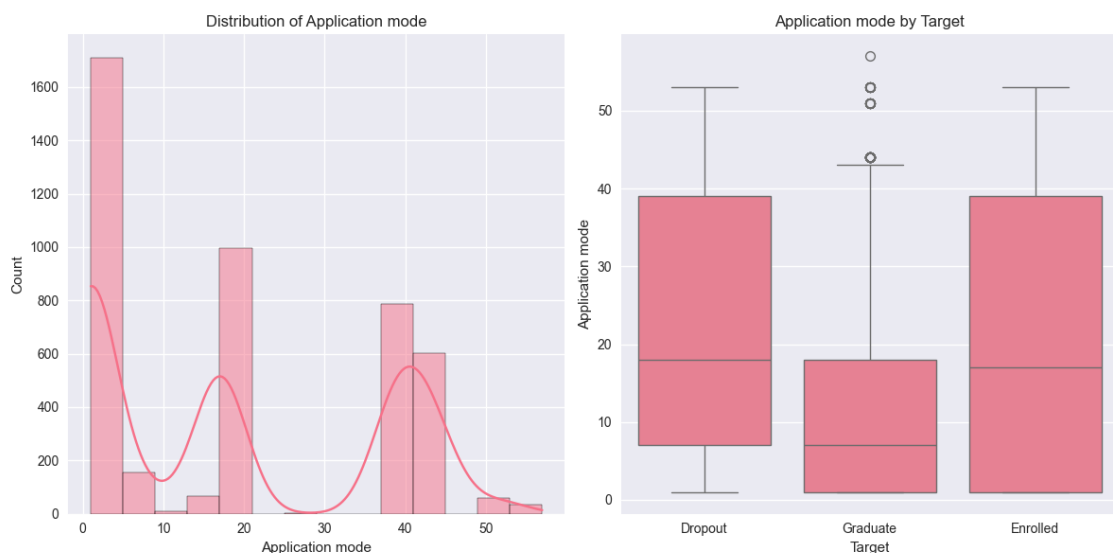 Distribution of Application mode
Count
1600
1400
1200
1000
800
600
400
200
0
0 10 20 30 40 50
Application mode
Application mode by Target
Application mode
50
40
30
20
10
0
Dropout Graduate Enrolled
Target